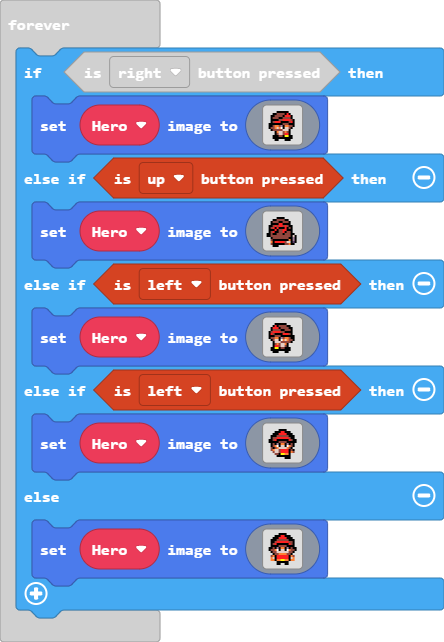 forever
if is right button pressed then
set Hero image to
else if is up button pressed then
set Hero image to
else if is left button pressed then
set Hero image to
else if is left button pressed then
set Hero image to
else
set Hero image to